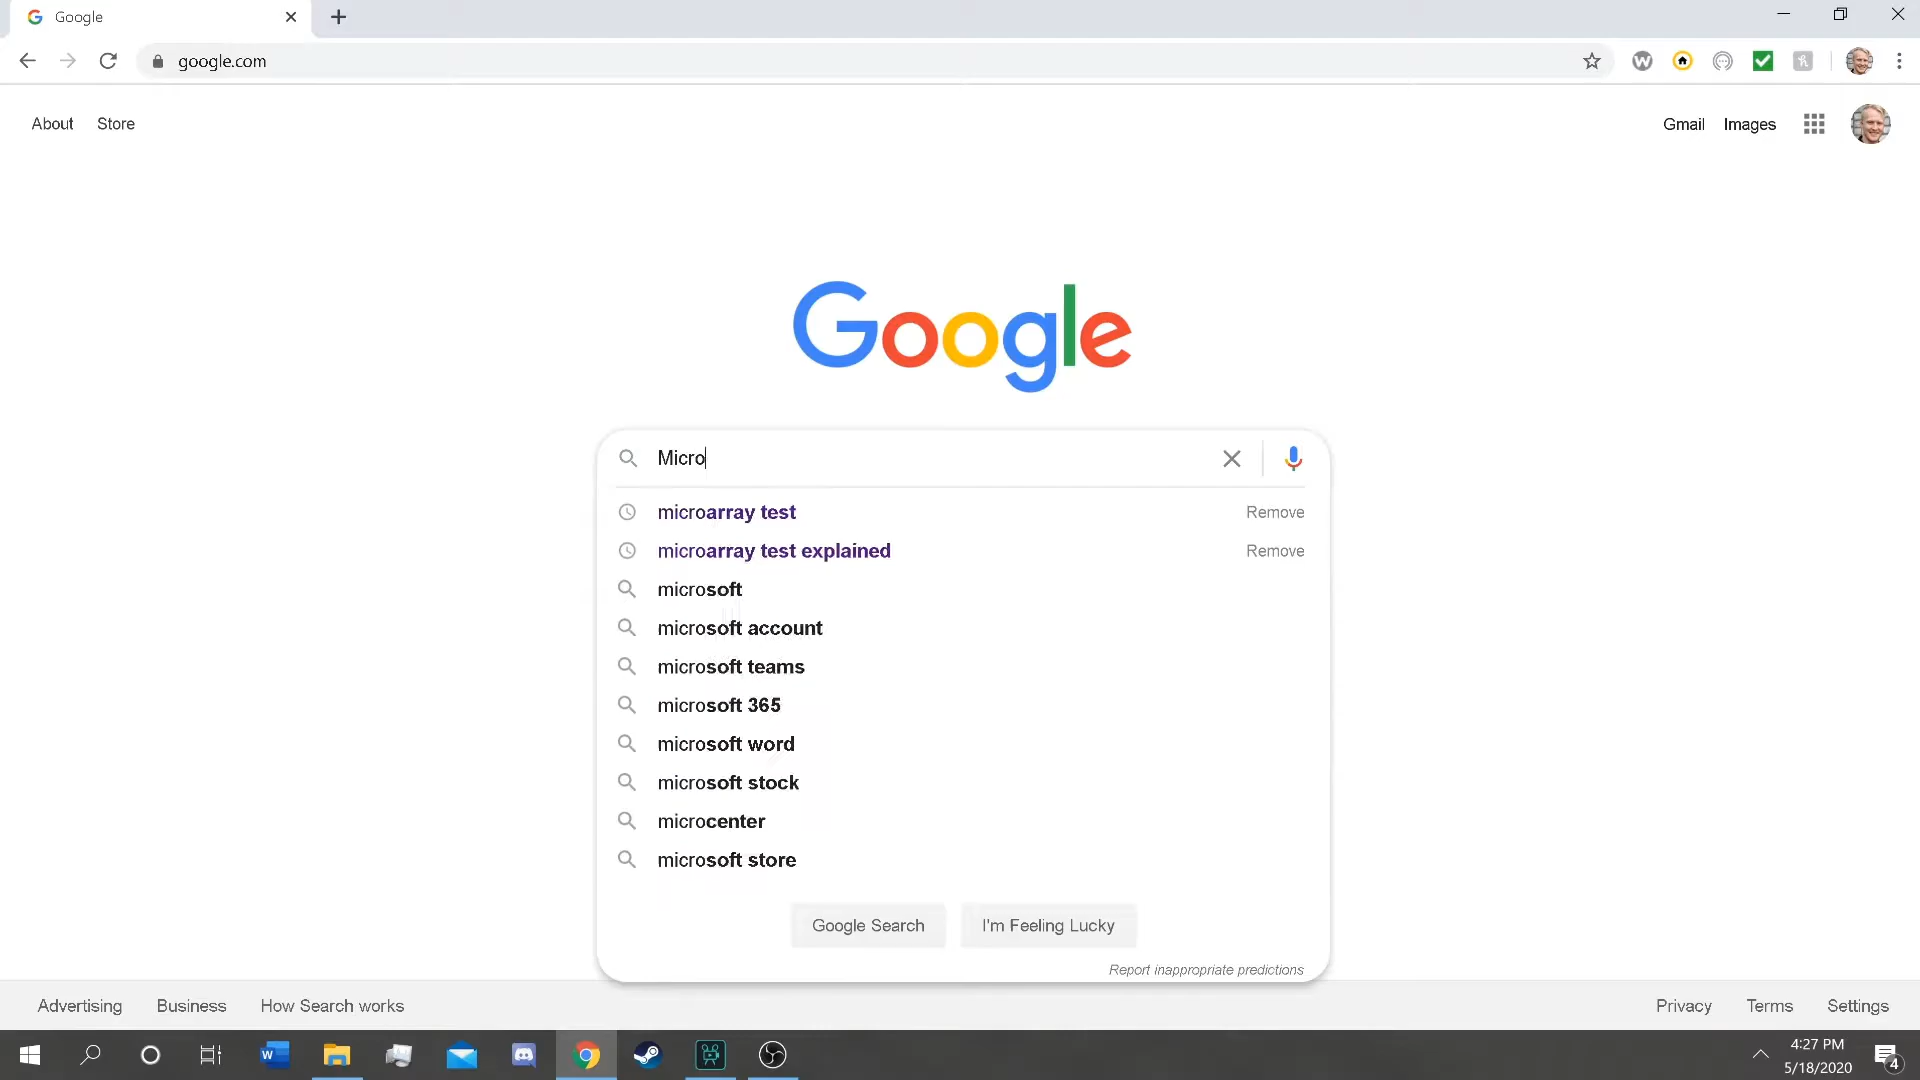 Google
google.com
About Store
Gmail Images
Google
Micro
microarray test Remove
microarray test explained Remove
microsoft
microsoft account
microsoft teams
microsoft 365
microsoft word
microsoft stock
microcenter
microsoft store
Google Search I'm Feeling Lucky
Report inappropriate predictions
Advertising Business How Search works
Privacy Terms Settings
4:27 PM
5/18/2020
4